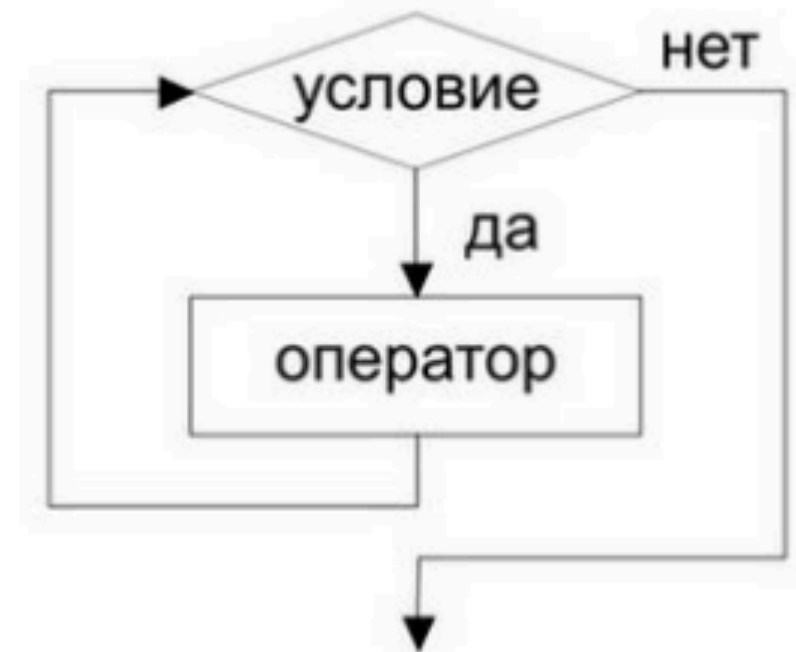 нет
условие
да
оператор